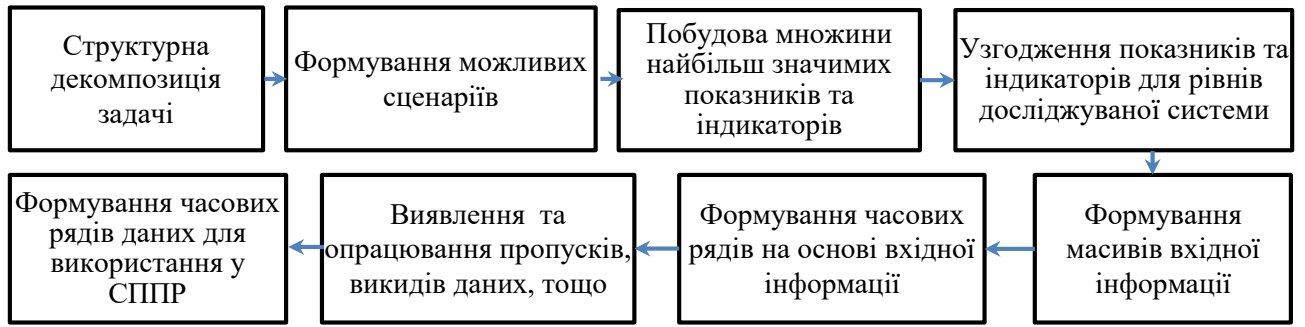 Структурна
декомпозиція
задачі
Формування можливих
сценаріїв
Побудова множини
найбільш значимих
показників та
індикаторів
Узгодження показників та
індикаторів для рівнів
досліджуваної системи
Формування
масивів вхідної
інформації
Формування часових
рядів на основі вхідної
інформації
Виявлення та
опрацювання пропусків,
викидів даних, тощо
Формування часових
рядів даних для
використання у
СППР